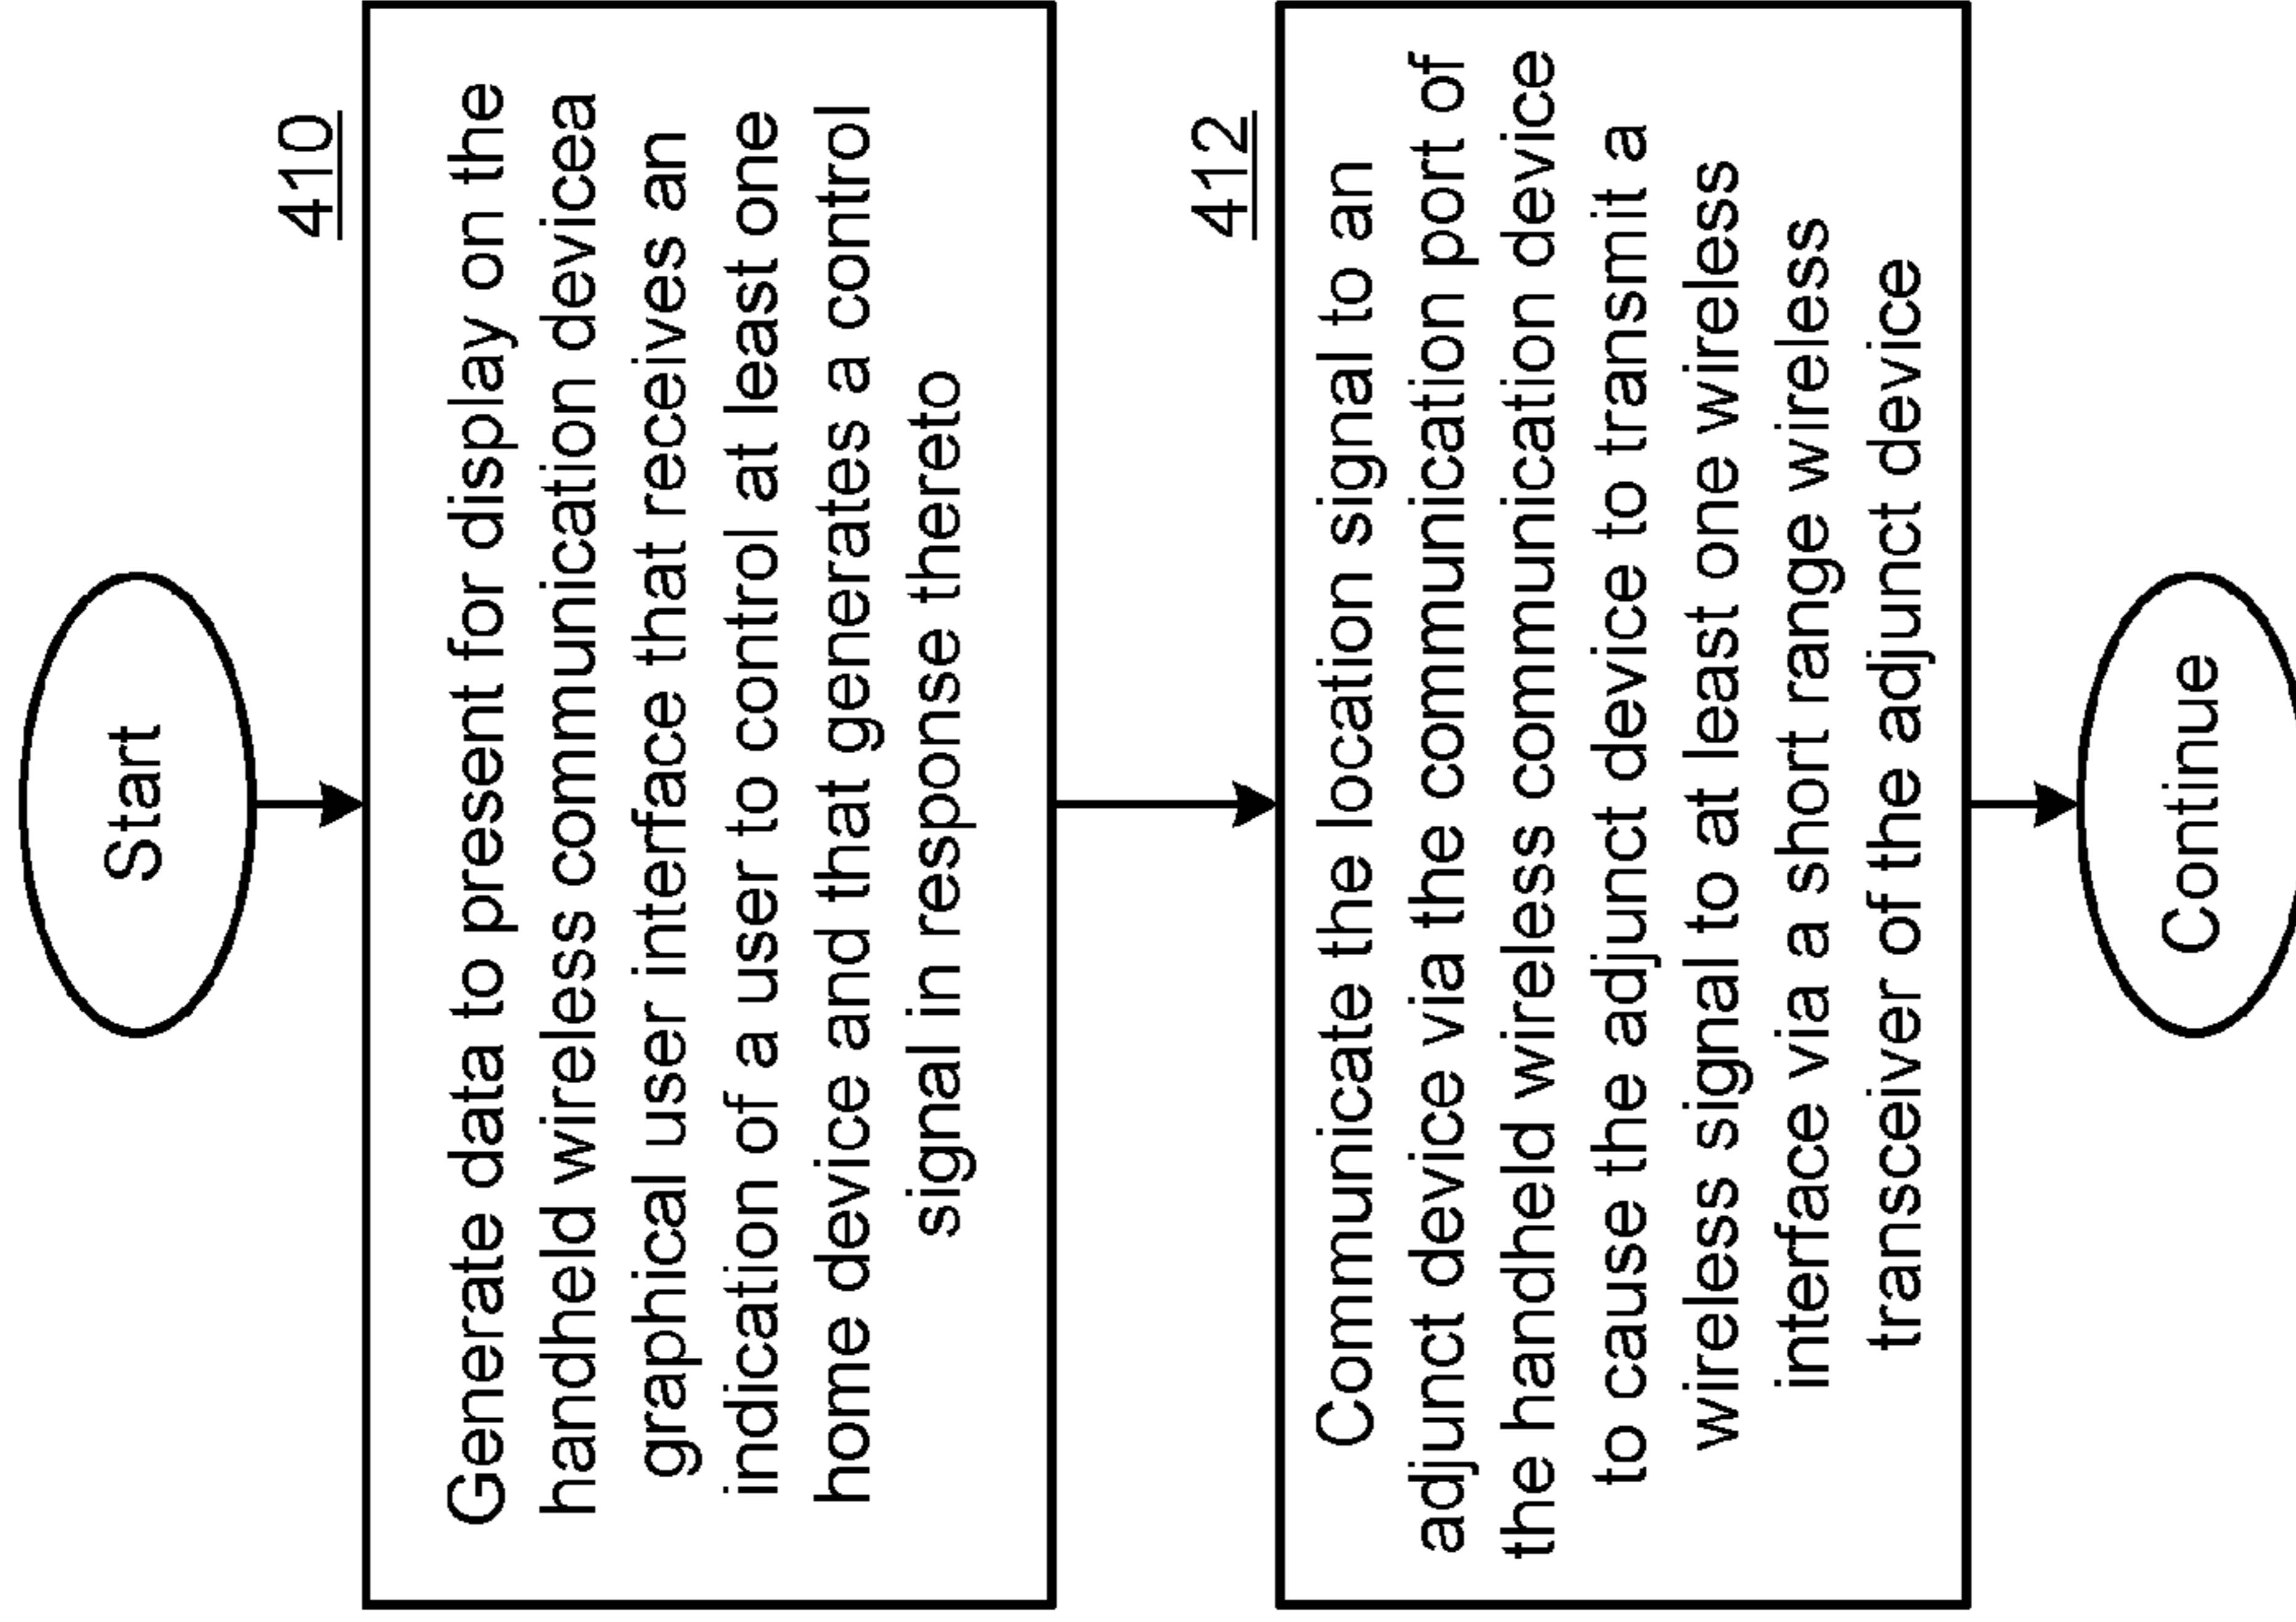 Start
410
Generate data to present for display on the
handheld wireless communication devicea
graphical user interface that receives an
indication of a user to control at least one
home device and that generates a control
signal in response thereto
412
Communicate the location signal to an
adjunct device via the communication port of
the handheld wireless communication device
to cause the adjunct device to transmit a
wireless signal to at least one wireless
interface via a short range wireless
transceiver of the adjunct device
Continue